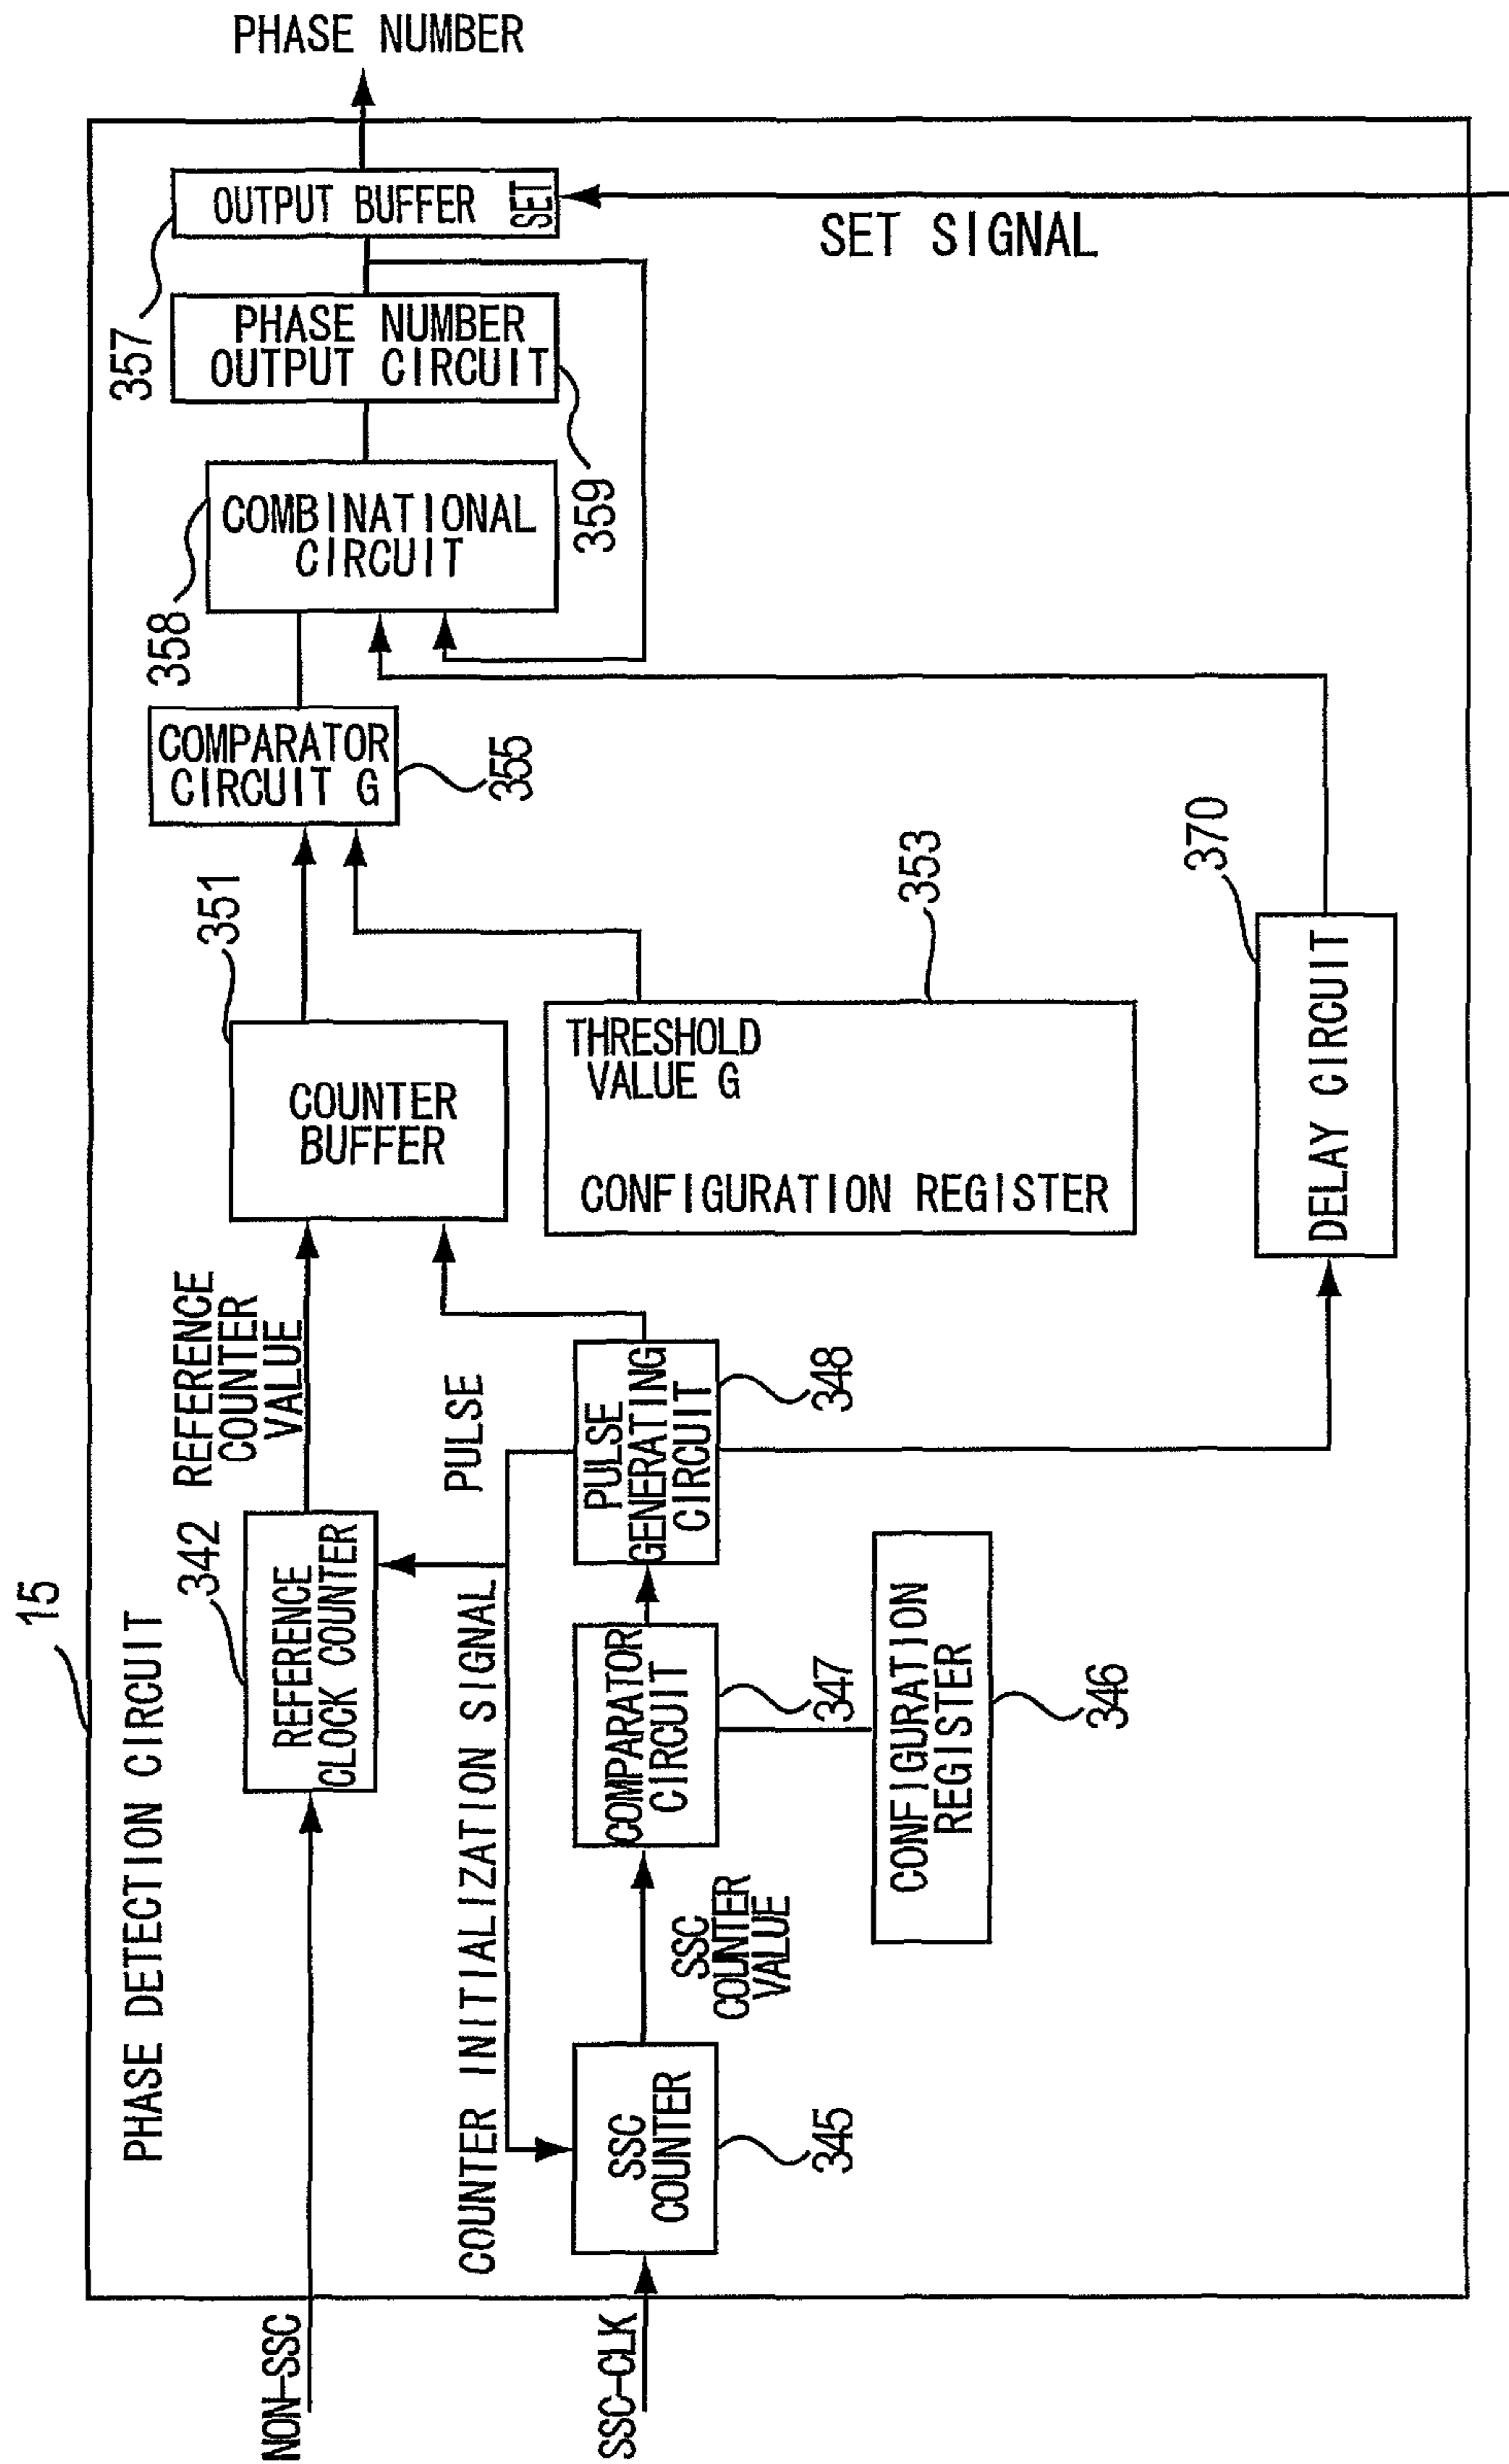 15
PHASE DETECTION CIRCUIT
NON-SSC
342
REFERENCE
CLOCK COUNTER
REFERENCE
COUNTER
VALUE
351
COUNTER
BUFFER
COMPARATOR
CIRCUIT G
355
358
COMBINATIONAL
CIRCUIT
PHASE NUMBER
OUTPUT CIRCUIT
359
357
OUTPUT BUFFER
SET
PHASE NUMBER
SET SIGNAL
COUNTER INITIALIZATION SIGNAL
PULSE
SSC-CLK
SSC
COUNTER
345
SSC
COUNTER
VALUE
COMPARATOR
CIRCUIT
347
PULSE
GENERATING
CIRCUIT
348
CONFIGURATION
REGISTER
346
THRESHOLD
VALUE G
CONFIGURATION REGISTER
353
DELAY CIRCUIT
370